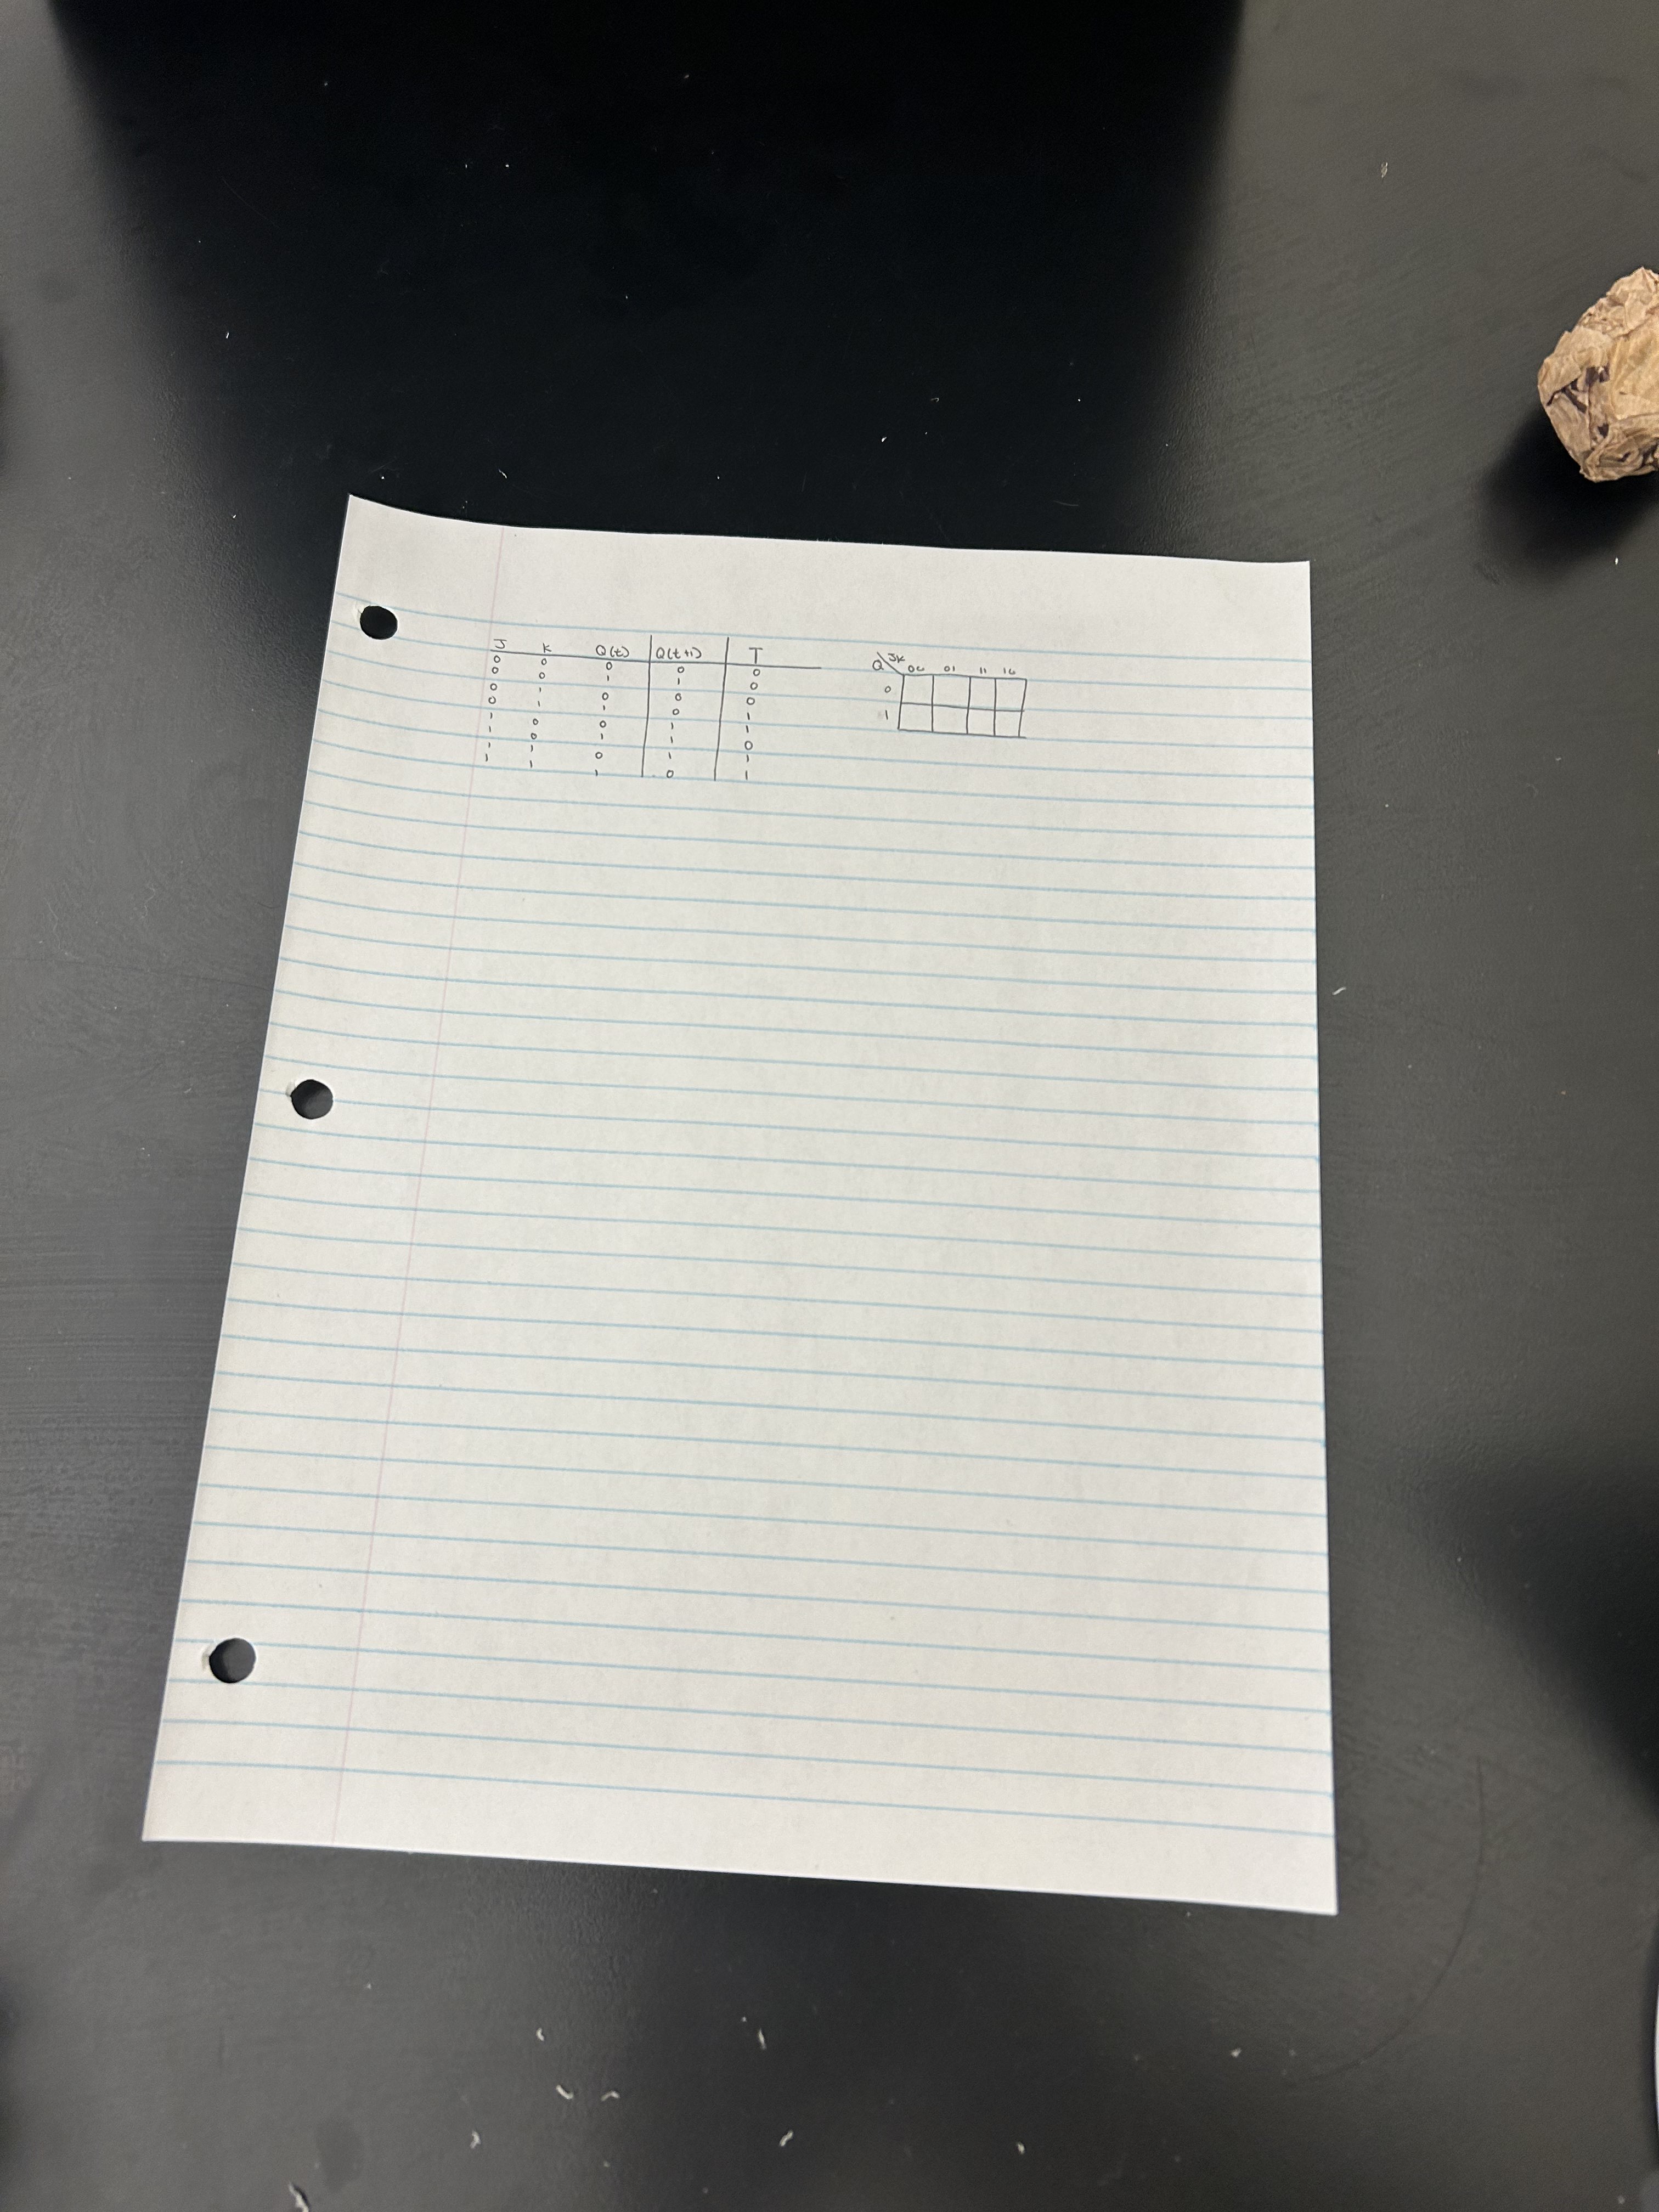 J K Q(t) Q(t+1) T
0 0 0 0 0
0 0 1 1 0
0 1 0 0 0
0 1 1 0 1
1 0 0 1 1
1 0 1 1 0
1 1 0 1 1
1 1 1 0 1
Q JK 00 01 11 10
0
1